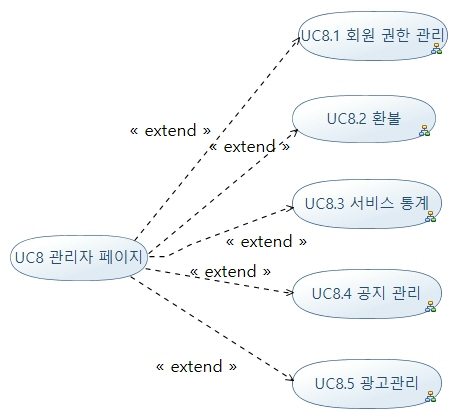 UC8.1 회원 권한 관리
« extend »
« extend »
UC8.2 환불
UC8.3 서비스 통계
« extend »
UC8 관리자 페이지
« extend »
UC8.4 공지 관리
« extend »
UC8.5 광고관리